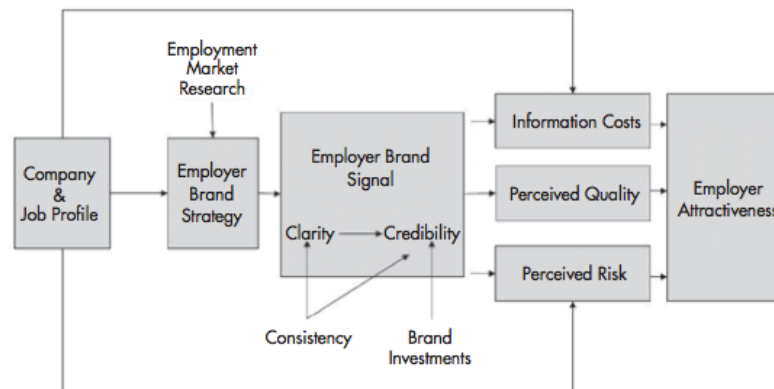 Employment
Market
Research
Company
&
Job Profile
Employer
Brand
Strategy
Employer Brand
Signal
Clarity
Credibility
Consistency
Brand
Investments
Information Costs
Perceived Quality
Perceived Risk
Employer
Attractiveness